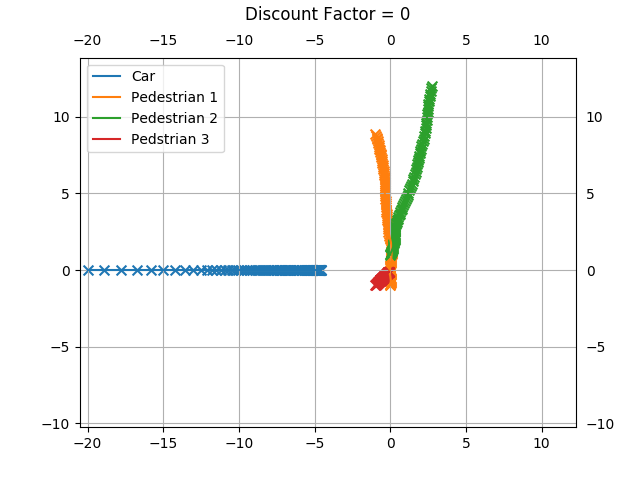 Discount Factor = 0
−20 −15 −10 −5 0 5 10
Car
Pedestrian 1
Pedestrian 2
Pedstrian 3
10 10
5 5
0 0
−5 −5
−10 −10
−20 −15 −10 −5 0 5 10